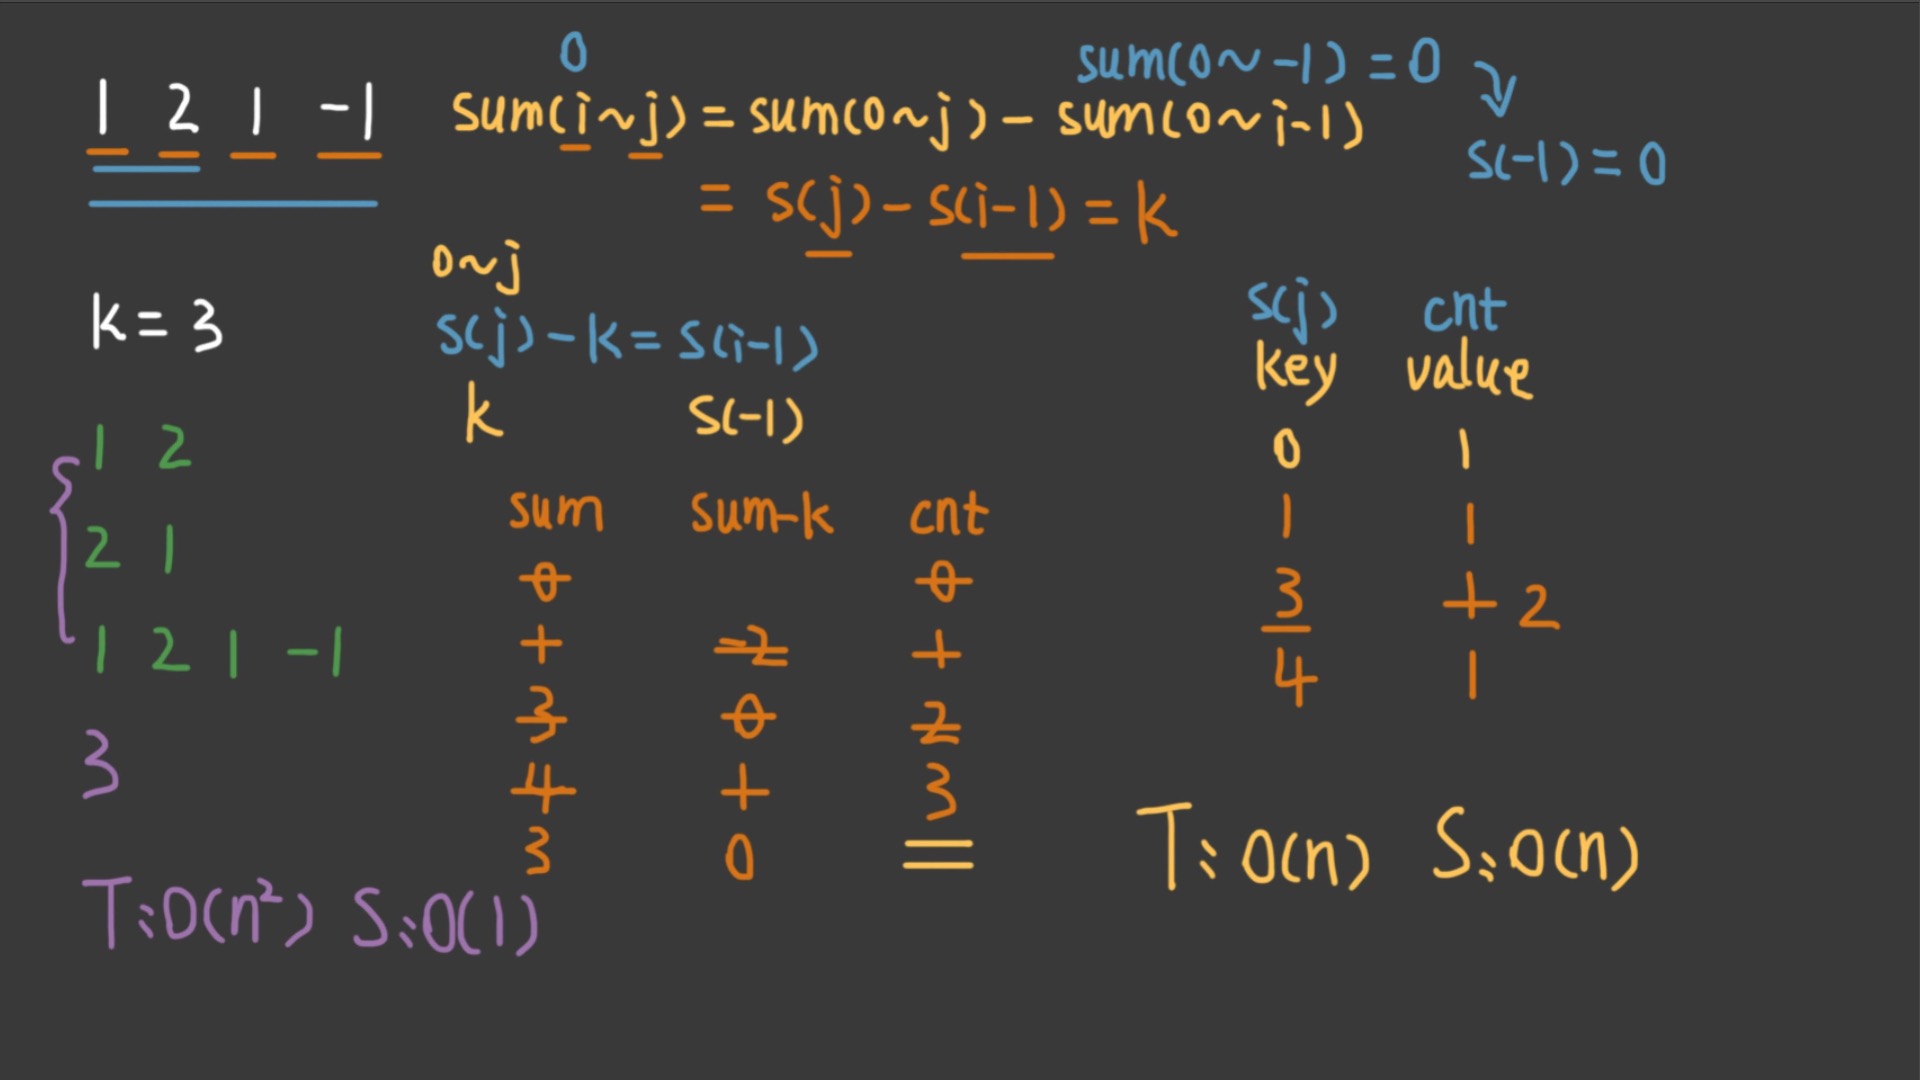 0
sum(0 ~ -1) = 0
1 2 1 -1
sum(i ~ j) = sum(0 ~ j) - sum(0 ~ i-1)
s(-1) = 0
= s(j) - s(i-1) = k
0 ~ j
k = 3
s(j) - k = s(i-1)
k s(-1)
s(j) cnt
key value
0 1
1 1
3 1 2
4 1
1 2
2 1
1 2 1 -1
3
sum sum-k cnt
0 0
1 -2 1
3 0 2
4 1 3
3 0
T: O(n) S: O(n)
T: O(n²) S: O(1)